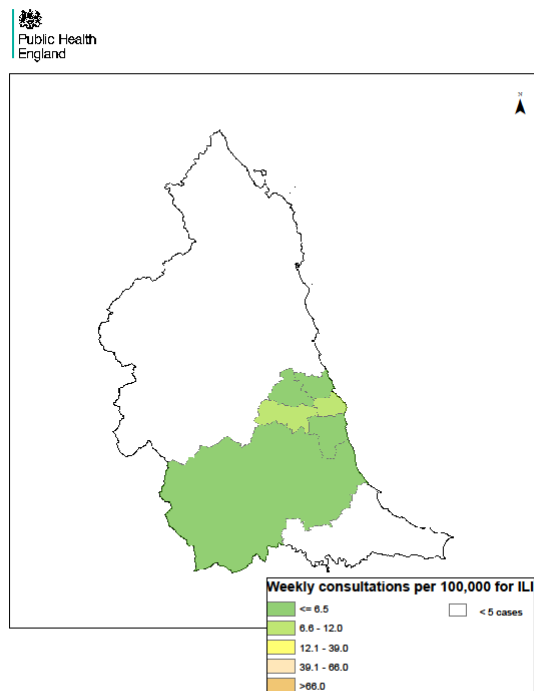 Public Health
England
N
Weekly consultations per 100,000 for ILI
<= 6.5
< 5 cases
6.6 - 12.0
12.1 - 39.0
39.1 - 66.0
>66.0